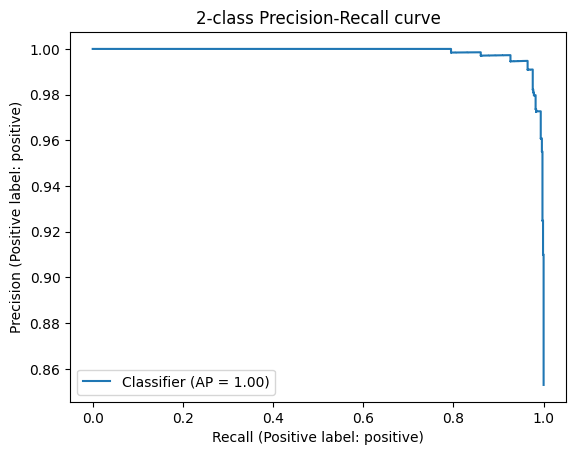 2-class Precision-Recall curve
Precision (Positive label: positive)
1.00
0.98
0.96
0.94
0.92
0.90
0.88
0.86
Classifier (AP = 1.00)
0.0 0.2 0.4 0.6 0.8 1.0
Recall (Positive label: positive)